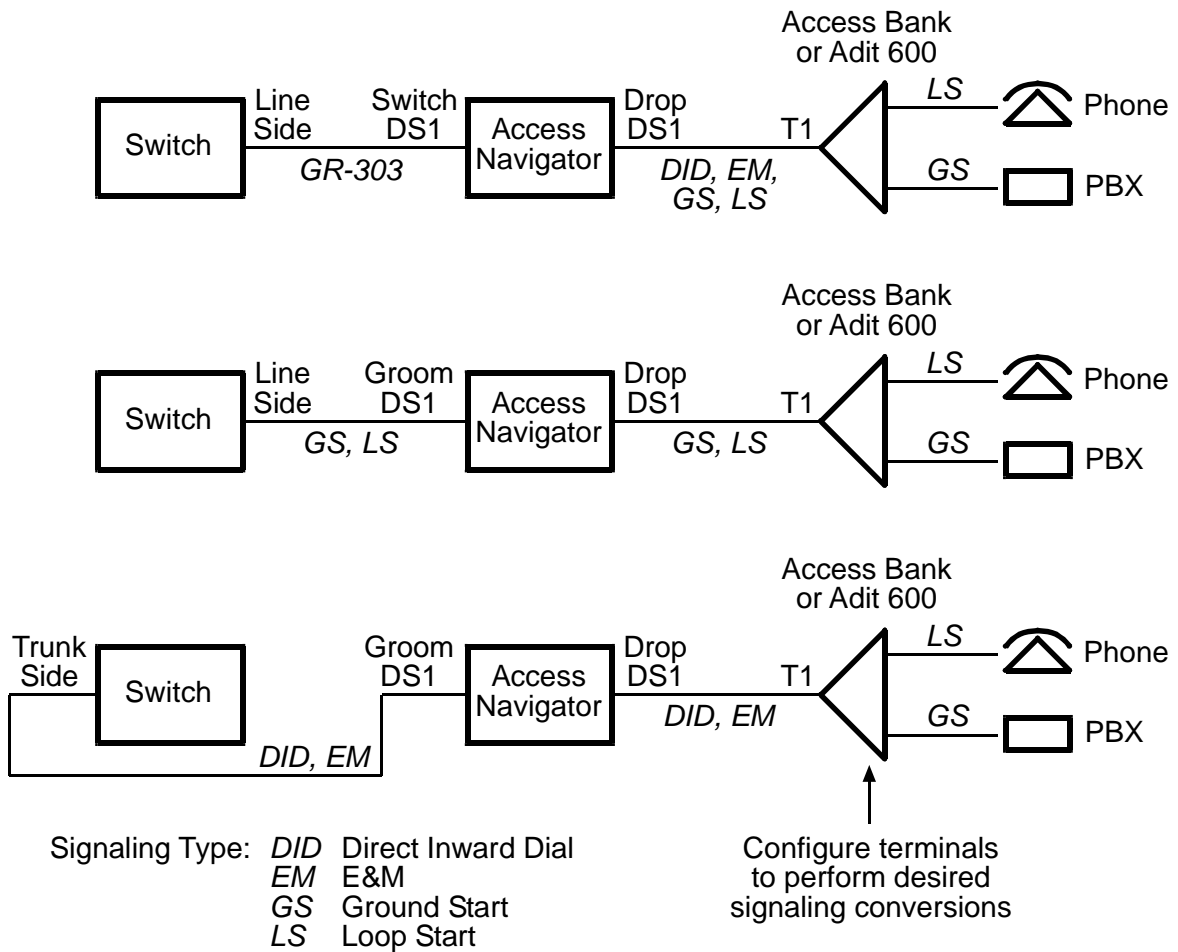 Access Bank
or Adit 600
Line
Side
Switch
DS1
Drop
DS1
T1
LS
Phone
Switch
Access
Navigator
GR-303
DID, EM,
GS, LS
GS
PBX
Access Bank
or Adit 600
Line
Side
Groom
DS1
Drop
DS1
T1
LS
Phone
Switch
Access
Navigator
GS, LS
GS, LS
GS
PBX
Access Bank
or Adit 600
Trunk
Side
Switch
Groom
DS1
Access
Navigator
Drop
DS1
T1
LS
Phone
DID, EM
DID, EM
GS
PBX
Signaling Type: DID Direct Inward Dial
EM E&M
GS Ground Start
LS Loop Start
Configure terminals
to perform desired
signaling conversions